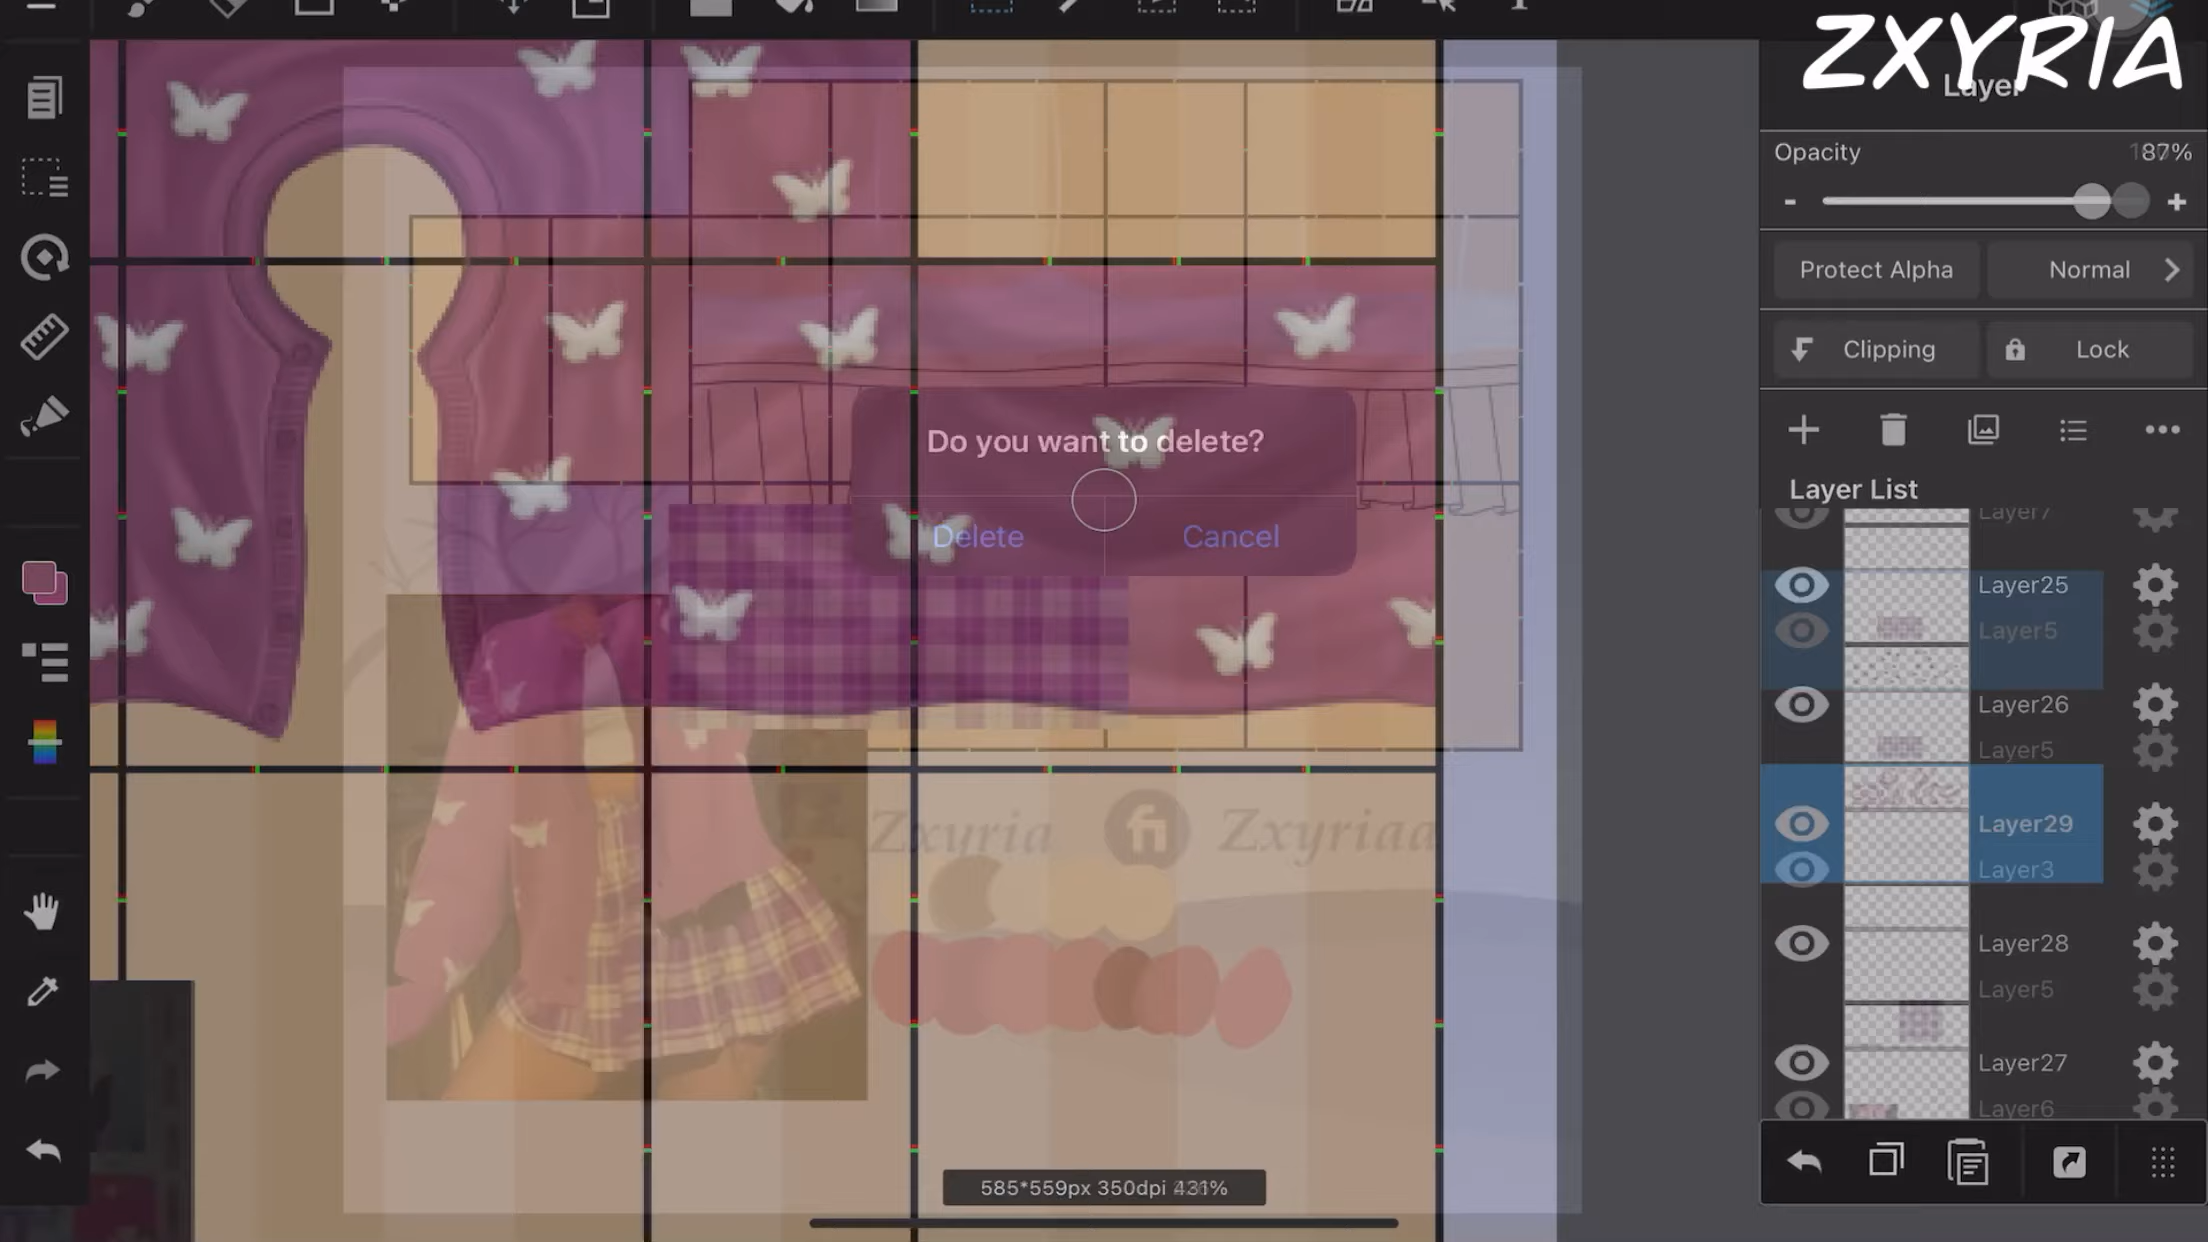 ZXYRIA
Layer
Opacity 87%
- +
Protect Alpha Normal
Clipping Lock
Do you want to delete?
Delete Cancel
Layer List
Layer7
Layer25
Layer5
Layer26
Layer5
Layer29
Layer3
Layer28
Layer5
Layer27
Layer6
Zxyria Zxyriaa
585*559px 350dpi